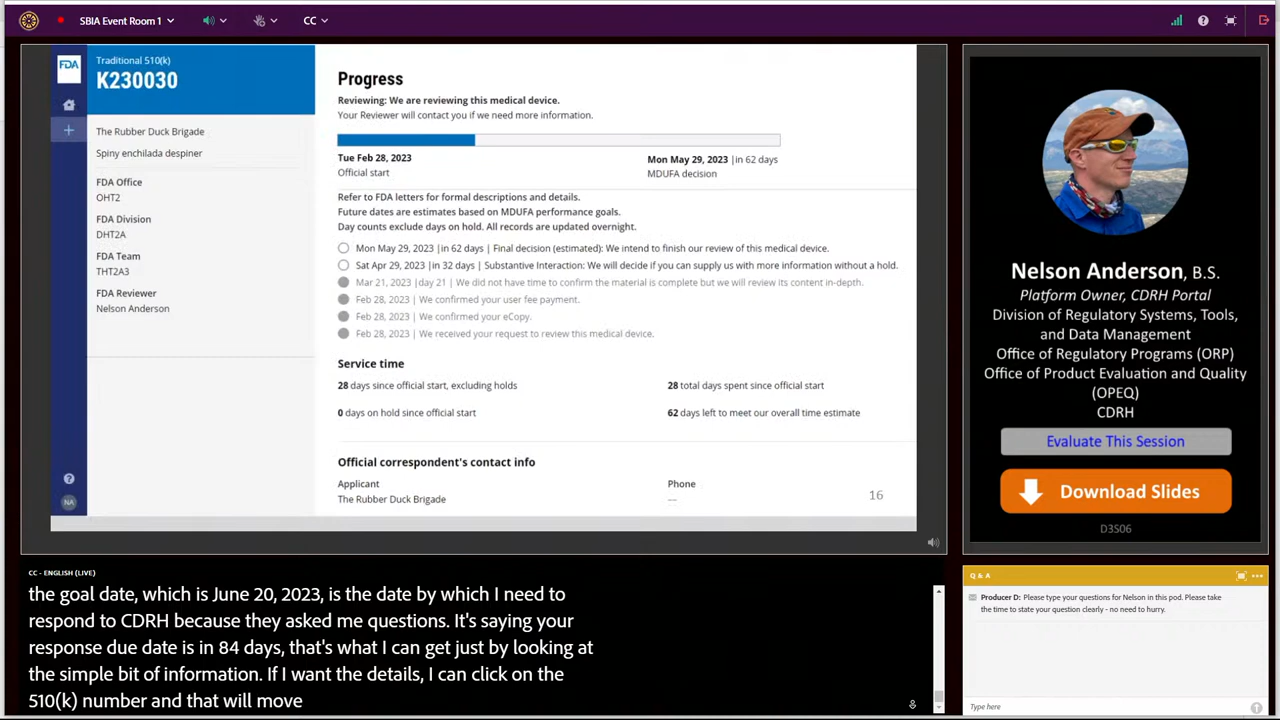 SBIA Event Room 1
CC
FDA
Traditional 510(k)
K230030
The Rubber Duck Brigade
Spiny enchilada despiner
FDA Office
OHT2
FDA Division
DHT2A
FDA Team
THT2A3
FDA Reviewer
Nelson Anderson
NA
Progress
Reviewing: We are reviewing this medical device.
Your Reviewer will contact you if we need more information.
Tue Feb 28, 2023
Official start
Mon May 29, 2023 |in 62 days
MDUFA decision
Refer to FDA letters for formal descriptions and details.
Future dates are estimates based on MDUFA performance goals.
Day counts exclude days on hold. All records are updated overnight.
Mon May 29, 2023 |in 62 days | Final decision (estimated): We intend to finish our review of this medical device.
Sat Apr 29, 2023 |in 32 days | Substantive Interaction: We will decide if you can supply us with more information without a hold.
Mar 21, 2023 |day 21 | We did not have time to confirm the material is complete but we will review its content in-depth.
Feb 28, 2023 | We confirmed your user fee payment.
Feb 28, 2023 | We confirmed your eCopy.
Feb 28, 2023 | We received your request to review this medical device.
Service time
28 days since official start, excluding holds
28 total days spent since official start
0 days on hold since official start
62 days left to meet our overall time estimate
Official correspondent's contact info
Applicant
The Rubber Duck Brigade
Phone
---
16
Nelson Anderson, B.S.
Platform Owner, CDRH Portal
Division of Regulatory Systems, Tools,
and Data Management
Office of Regulatory Programs (ORP)
Office of Product Evaluation and Quality
(OPEQ)
CDRH
Evaluate This Session
Download Slides
D3S06
CC - ENGLISH (LIVE)
the goal date, which is June 20, 2023, is the date by which I need to
respond to CDRH because they asked me questions. It's saying your
response due date is in 84 days, that's what I can get just by looking at
the simple bit of information. If I want the details, I can click on the
510(k) number and that will move
Q & A
Producer D: Please type your questions for Nelson in this pod. Please take
the time to state your question clearly - no need to hurry.
Type here